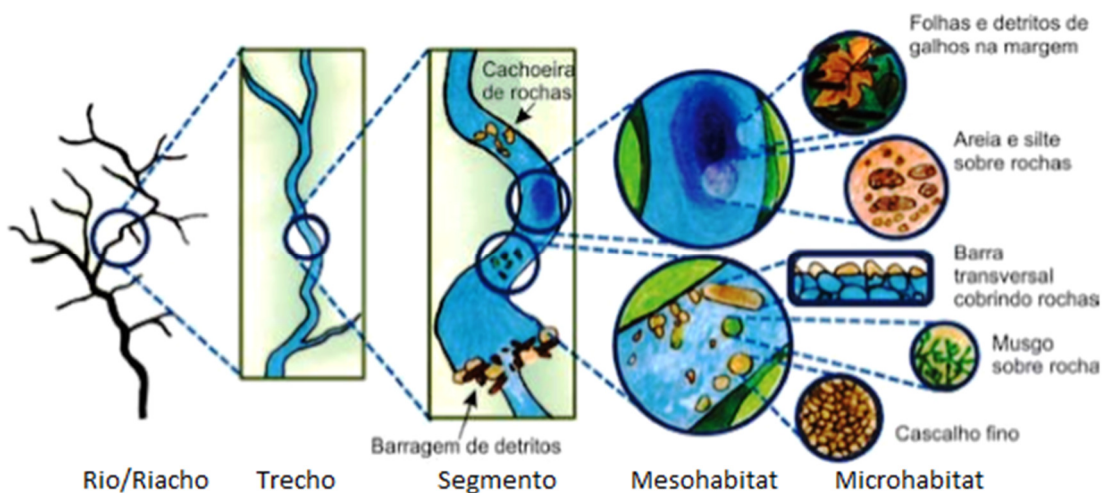 Cachoeira
de rochas
Barragem de detritos
Folhas e detritos de
galhos na margem
Areia e silte
sobre rochas
Barra
transversal
cobrindo rochas
Musgo
sobre rocha
Cascalho fino
Rio/Riacho
Trecho
Segmento
Mesohabitat
Microhabitat